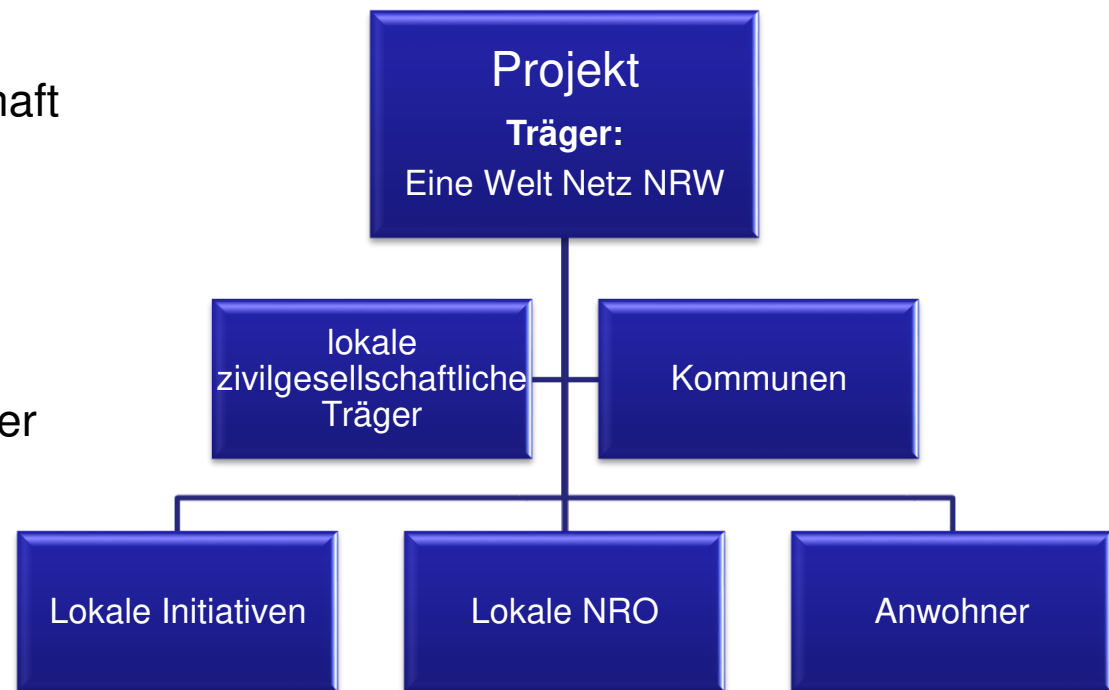 Projekt
haft
Träger:
Eine Welt Netz NRW
lokale
zivilgesellschaftliche
Träger
Kommunen
er
Lokale Initiativen
Lokale NRO
Anwohner